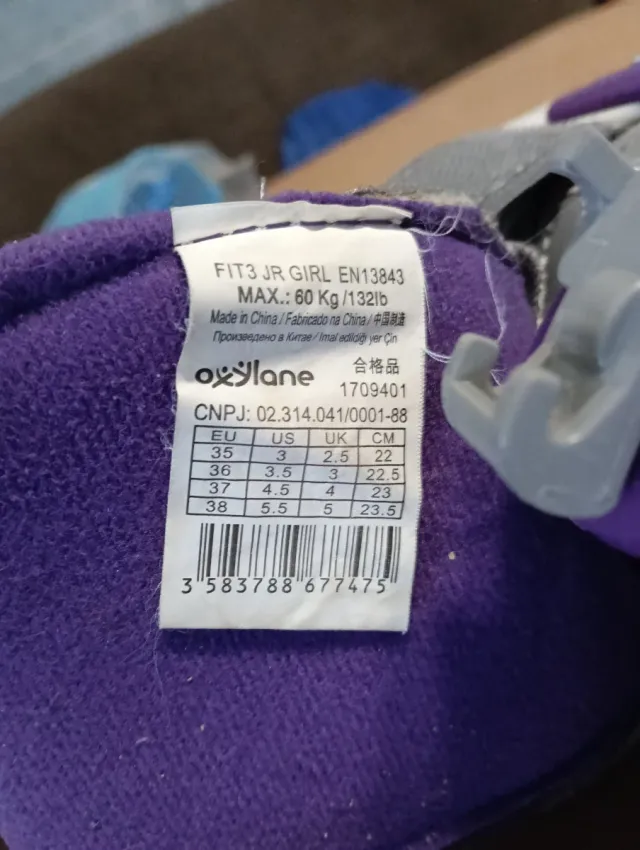 FIT3 JR GIRL EN13843
MAX.: 60 Kg /132lb
Made in China / Fabricado na China / 中国制造
Произведено в Китае / Imal edildiği yer Çin
oxylane 合格品
1709401
CNPJ: 02.314.041/0001-88
EU US UK CM
35 3 2.5 22
36 3.5 3 22.5
37 4.5 4 23
38 5.5 5 23.5
3 583788 677475